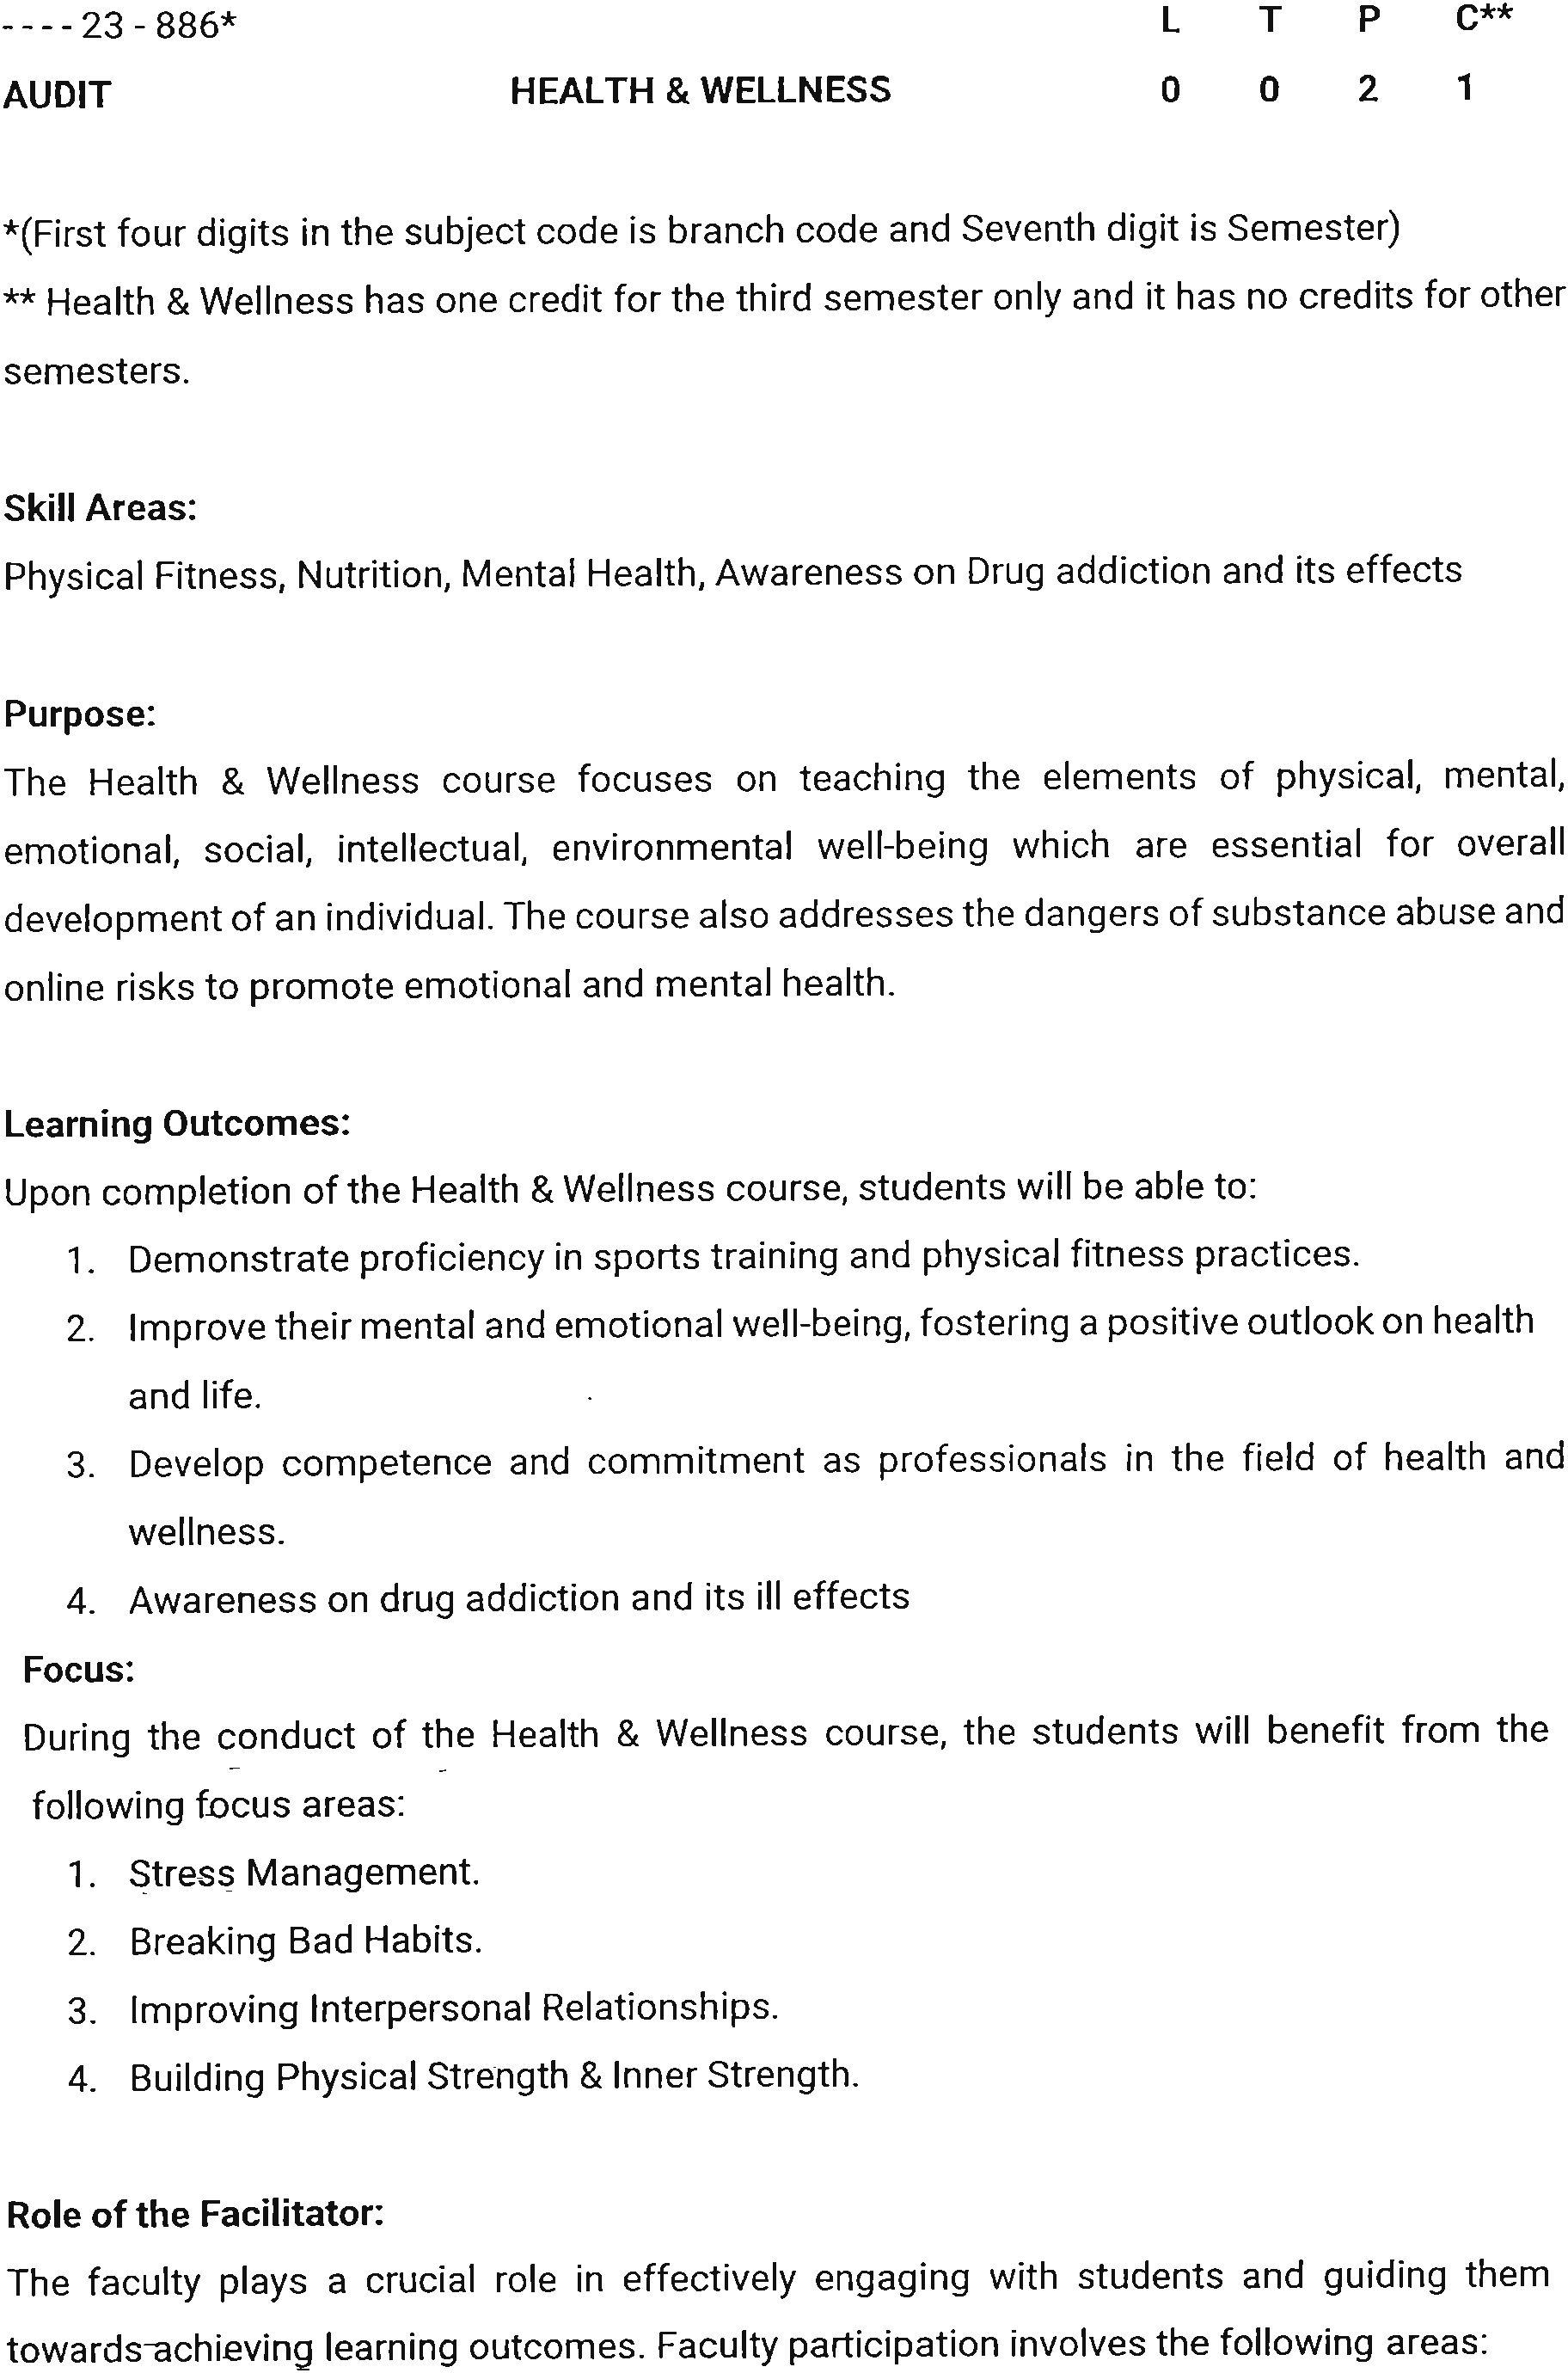 ---- 23 - 886* L T P C**
AUDIT HEALTH & WELLNESS 0 0 2 1
*(First four digits in the subject code is branch code and Seventh digit is Semester)
** Health & Wellness has one credit for the third semester only and it has no credits for other
semesters.
Skill Areas:
Physical Fitness, Nutrition, Mental Health, Awareness on Drug addiction and its effects
Purpose:
The Health & Wellness course focuses on teaching the elements of physical, mental,
emotional, social, intellectual, environmental well-being which are essential for overall
development of an individual. The course also addresses the dangers of substance abuse and
online risks to promote emotional and mental health.
Learning Outcomes:
Upon completion of the Health & Wellness course, students will be able to:
1. Demonstrate proficiency in sports training and physical fitness practices.
2. Improve their mental and emotional well-being, fostering a positive outlook on health
and life.
3. Develop competence and commitment as professionals in the field of health and
wellness.
4. Awareness on drug addiction and its ill effects
Focus:
During the conduct of the Health & Wellness course, the students will benefit from the
following focus areas:
1. Stress Management.
2. Breaking Bad Habits.
3. Improving Interpersonal Relationships.
4. Building Physical Strength & Inner Strength.
Role of the Facilitator:
The faculty plays a crucial role in effectively engaging with students and guiding them
towards achieving learning outcomes. Faculty participation involves the following areas: